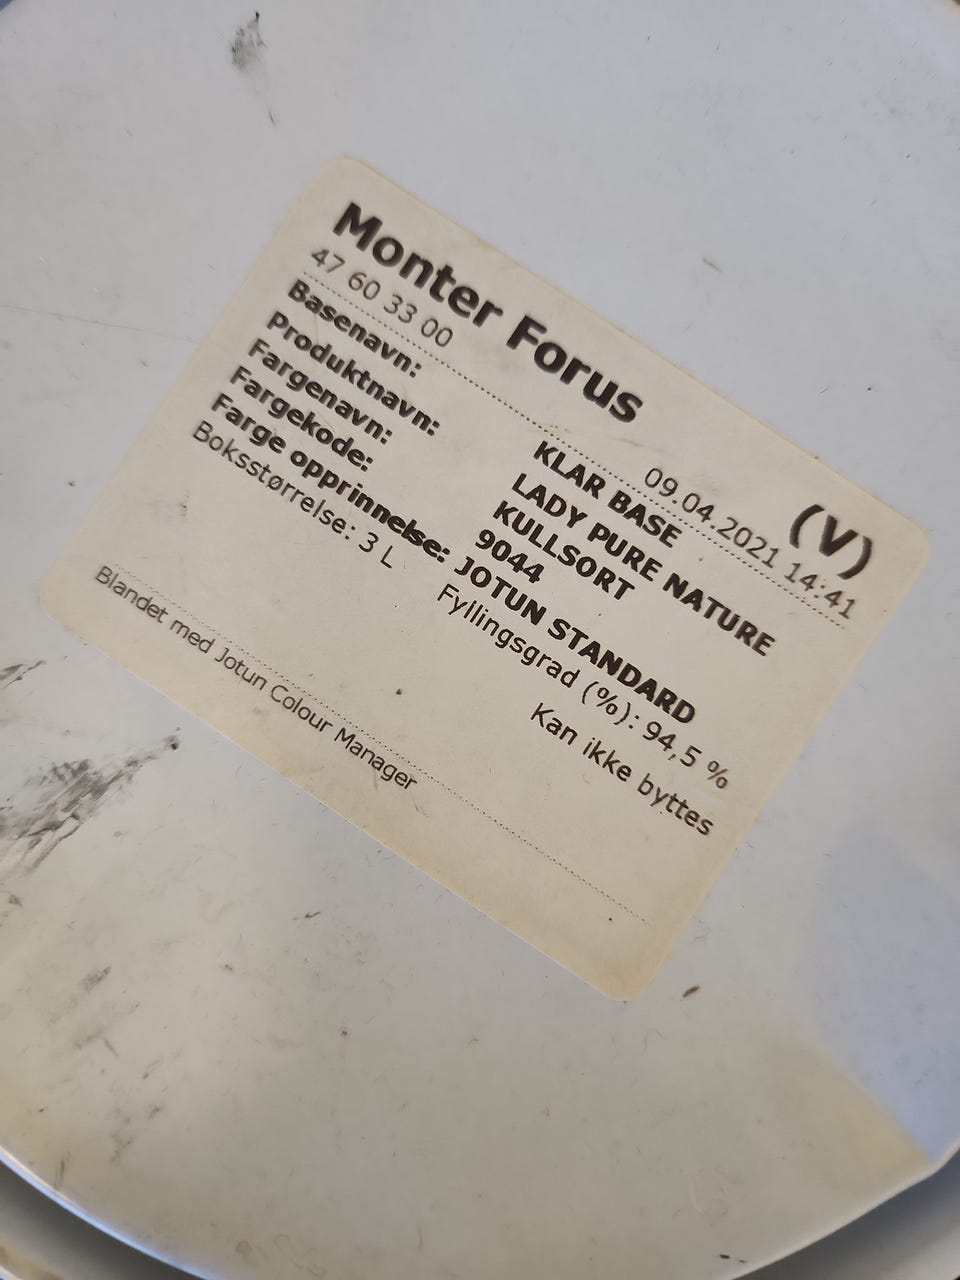 Monter Forus (V)
47 60 33 00 09.04.2021 14:41
Basenavn: KLAR BASE
Produktnavn: LADY PURE NATURE
Fargenavn: KULLSORT
Fargekode: 9044
Farge opprinnelse: JOTUN STANDARD
Boksstørrelse: 3 L Fyllingsgrad (%): 94,5 %
Kan ikke byttes
Blandet med Jotun Colour Manager